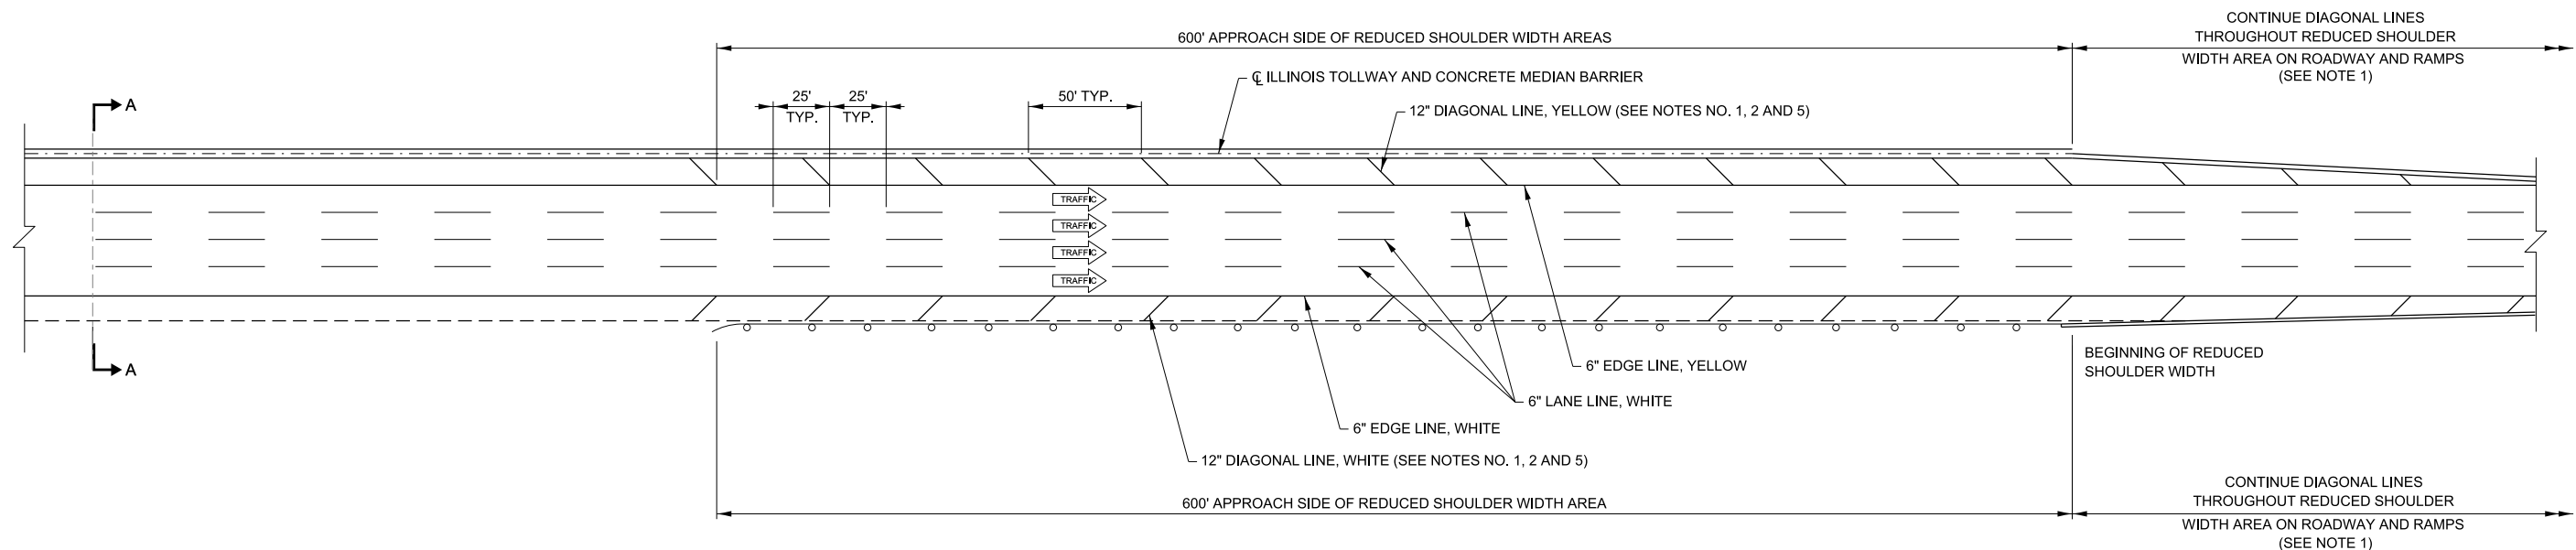 CONTINUE DIAGONAL LINES
THROUGHOUT REDUCED SHOULDER
WIDTH AREA ON ROADWAY AND RAMPS
(SEE NOTE 1)
600' APPROACH SIDE OF REDUCED SHOULDER WIDTH AREAS
℄ ILLINOIS TOLLWAY AND CONCRETE MEDIAN BARRIER
25'
TYP.
25'
TYP.
50' TYP.
12" DIAGONAL LINE, YELLOW (SEE NOTES NO. 1, 2 AND 5)
A
TRAFFIC
TRAFFIC
TRAFFIC
TRAFFIC
A
BEGINNING OF REDUCED
SHOULDER WIDTH
6" EDGE LINE, YELLOW
6" LANE LINE, WHITE
6" EDGE LINE, WHITE
12" DIAGONAL LINE, WHITE (SEE NOTES NO. 1, 2 AND 5)
600' APPROACH SIDE OF REDUCED SHOULDER WIDTH AREA
CONTINUE DIAGONAL LINES
THROUGHOUT REDUCED SHOULDER
WIDTH AREA ON ROADWAY AND RAMPS
(SEE NOTE 1)